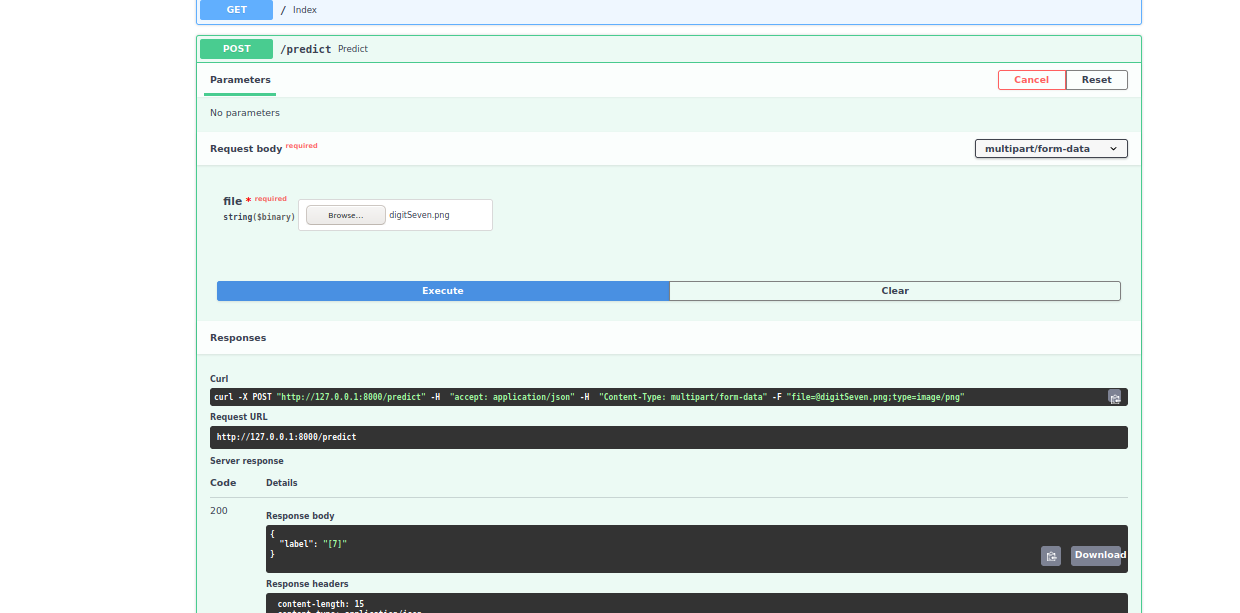 GET / Index
POST /predict Predict
Parameters Cancel Reset
No parameters
Request body required multipart/form-data
file * required
string($binary) Browse... digitSeven.png
Execute Clear
Responses
Curl
curl -X POST "http://127.0.0.1:8000/predict" -H  "accept: application/json" -H  "Content-Type: multipart/form-data" -F "file=@digitSeven.png;type=image/png"
Request URL
http://127.0.0.1:8000/predict
Server response
Code Details
200
Response body
{
"label": "[7]"
}
Download
Response headers
content-length: 15